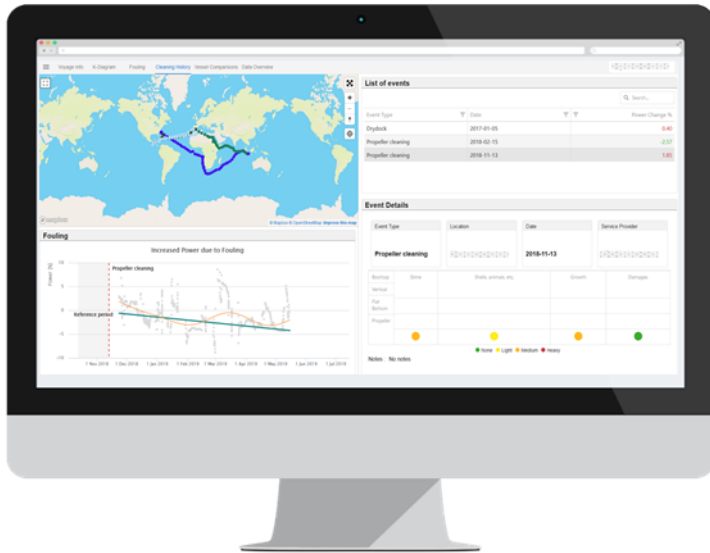 Voyage Info X-Diagram Fouling Cleaning History Vessel Comparisons Data Overview
© Mapbox © OpenStreetMap Improve this map
mapbox
List of events
Search...
Event Type Date Power Change %
Drydock 2017-01-05 0,40
Propeller cleaning 2018-02-15 -2,57
Propeller cleaning 2018-11-13 1,65
Event Details
Event Type Location Date Service Provider
Propeller cleaning 2018-11-13
Slime Shells, animals, etc. Growth Damages
Boottop
Vertical
Flat
Bottom
Propeller
None Light Medium Heavy
Notes No notes
Fouling
Increased Power due to Fouling
Power [%]
Propeller cleaning
Reference period
10
5
0
-5
-10
1 Nov 2018 1 Dec 2018 1 Jan 2019 1 Feb 2019 1 Mar 2019 1 Apr 2019 1 May 2019 1 Jun 2019 1 Jul 2019